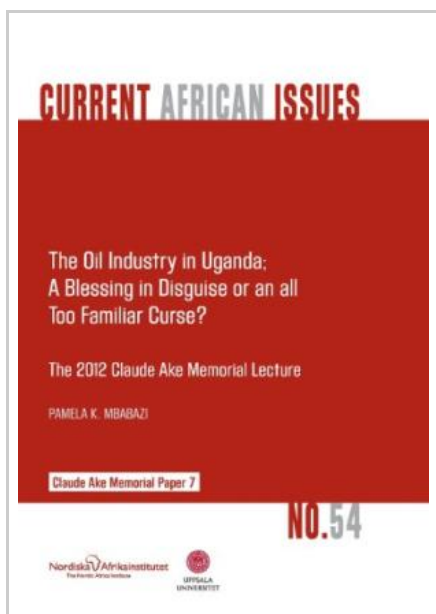 CURRENT AFRICAN ISSUES
The Oil Industry in Uganda;
A Blessing in Disguise or an all
Too Familiar Curse?
The 2012 Claude Ake Memorial Lecture
PAMELA K. MBABAZI
Claude Ake Memorial Paper 7
NO.54
Nordiska Afrikainstitutet
The Nordic Africa Institute
UPPSALA
UNIVERSITET